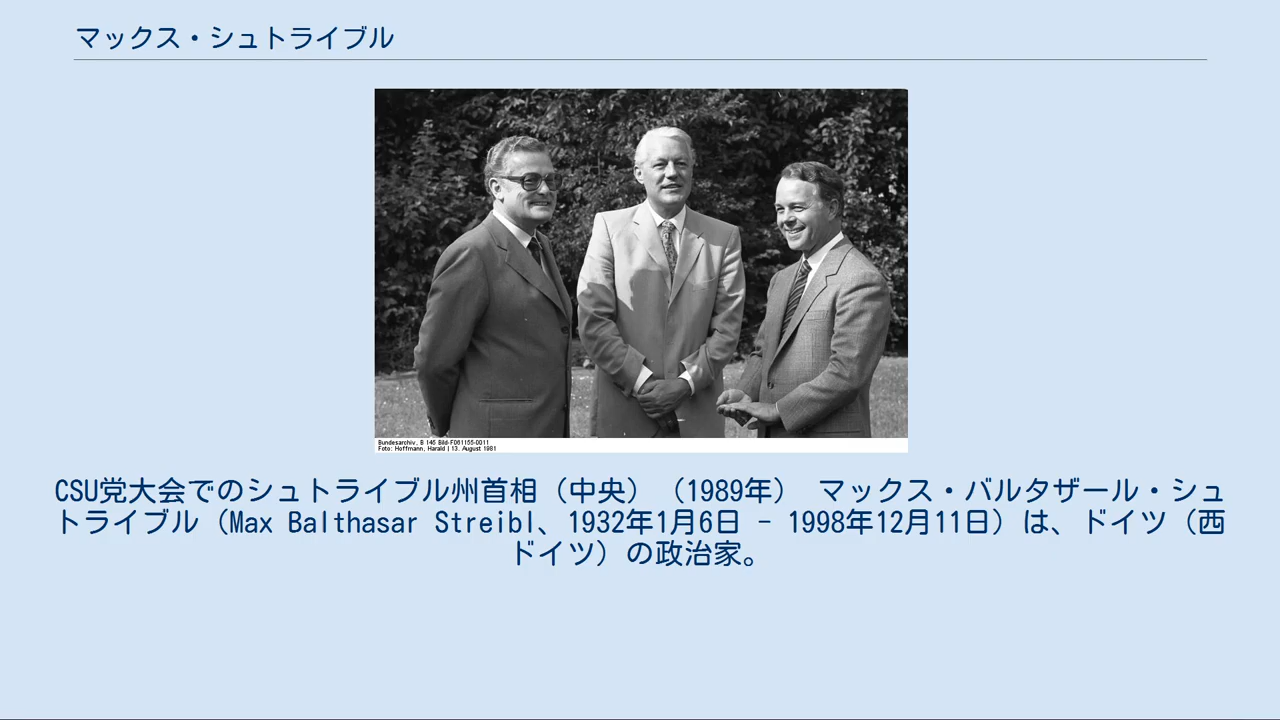 マックス・シュトライブル
Bundesarchiv, B 145 Bild-F061155-0011
Foto: Hoffmann, Harald | 13. August 1981
CSU党大会でのシュトライブル州首相（中央）（1989年） マックス・バルタザール・シュ
トライブル（Max Balthasar Streibl、1932年1月6日 - 1998年12月11日）は、ドイツ（西
ドイツ）の政治家。